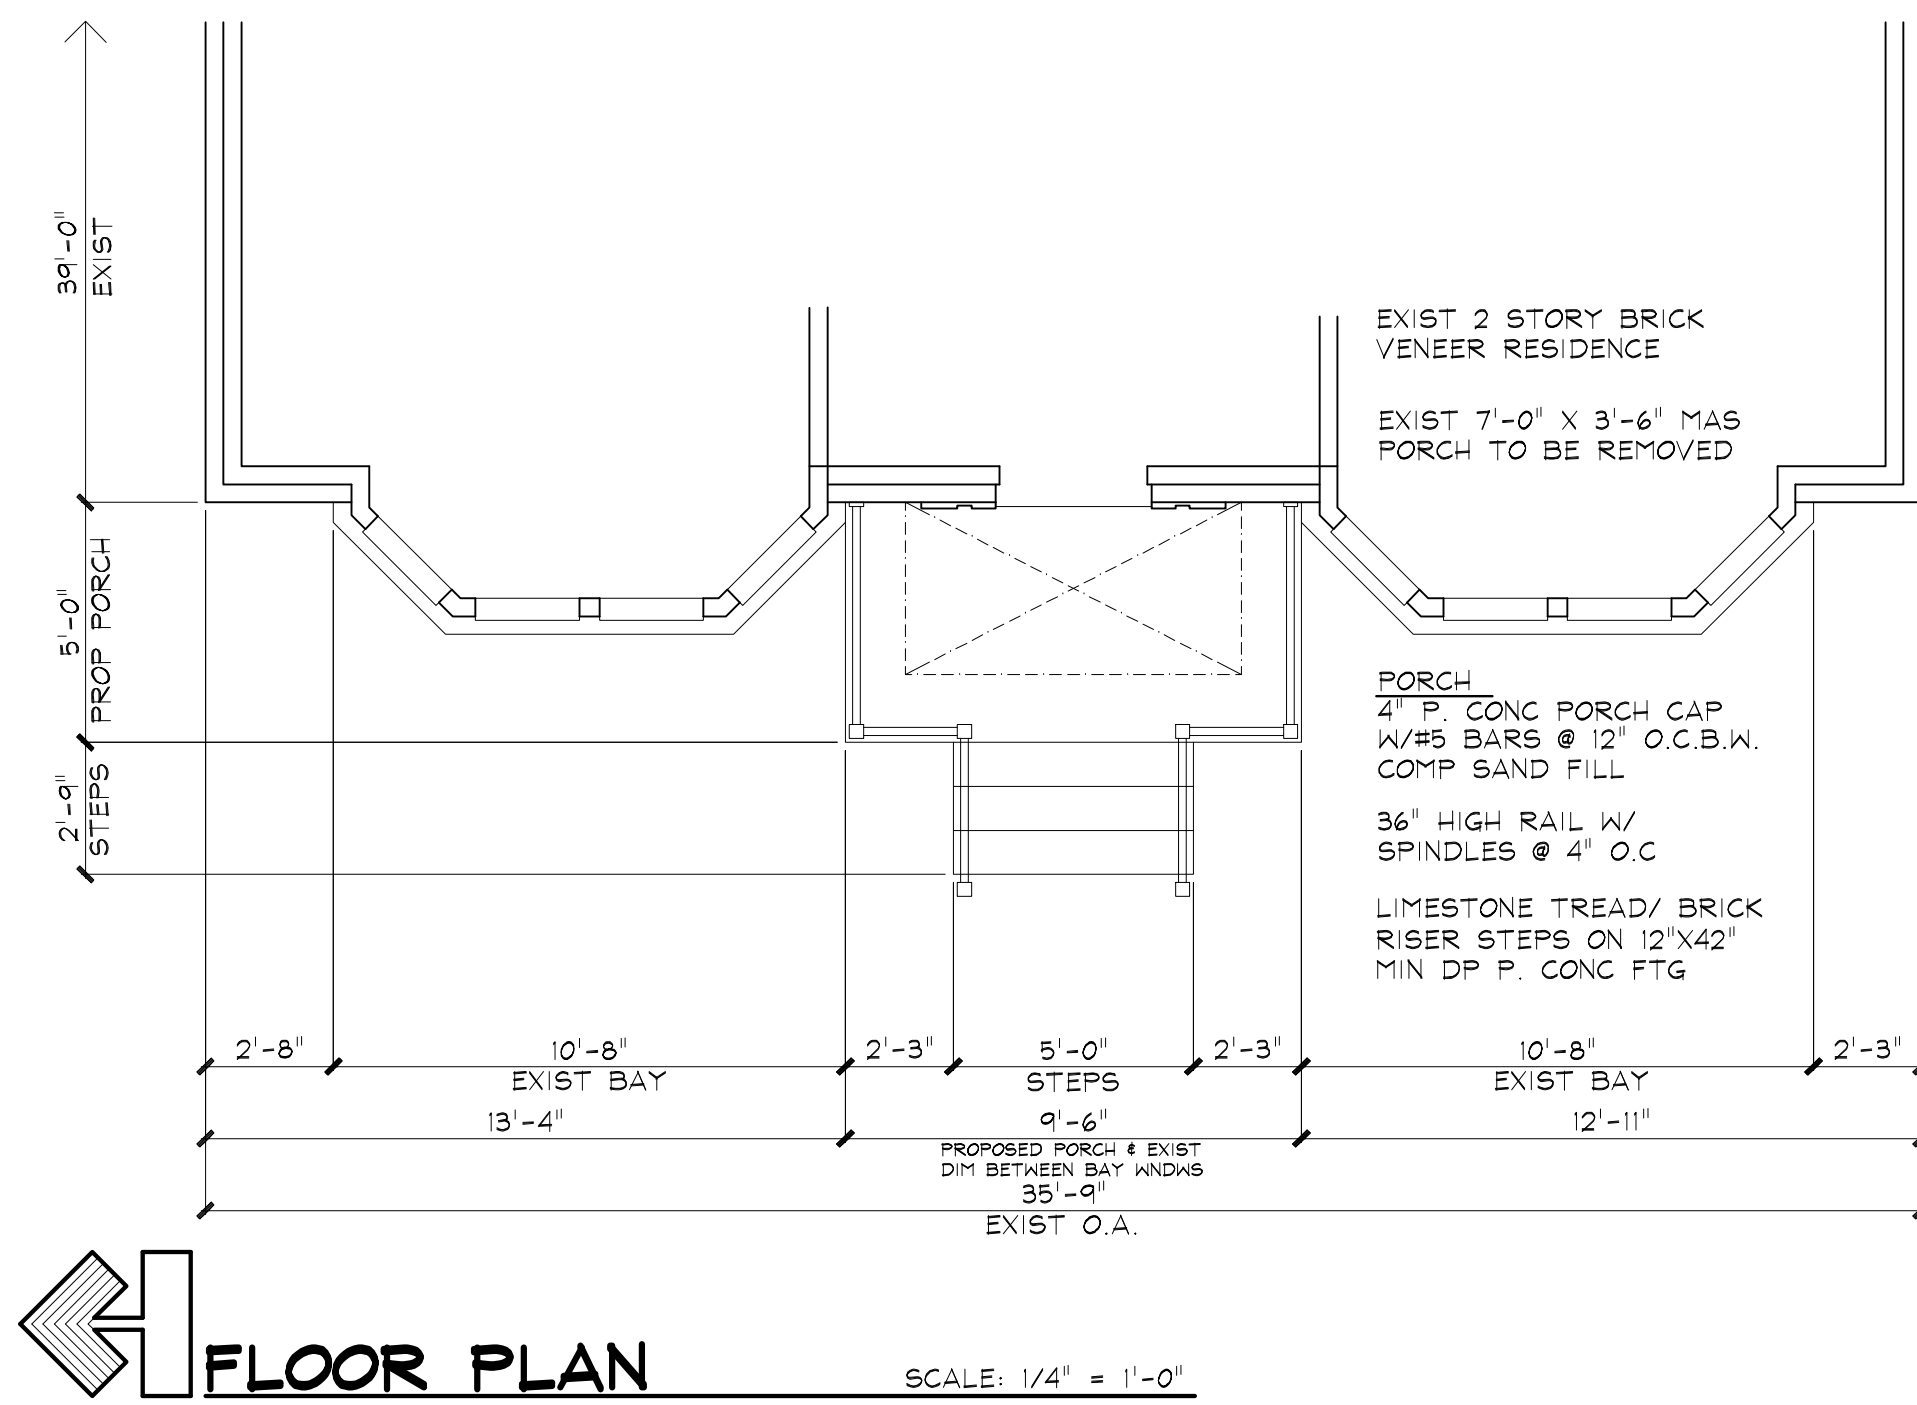 39'-0"
EXIST
EXIST 2 STORY BRICK
VENEER RESIDENCE
EXIST 7'-0" X 3'-6" MAS
PORCH TO BE REMOVED
5'-0"
PROP PORCH
2'-9"
STEPS
PORCH
4" P. CONC PORCH CAP
W/#5 BARS @ 12" O.C.B.W.
COMP SAND FILL
36" HIGH RAIL W/
SPINDLES @ 4" O.C
LIMESTONE TREAD/ BRICK
RISER STEPS ON 12"X42"
MIN DP P. CONC FTG
2'-8" 10'-8" 2'-3" 5'-0" 2'-3" 10'-8" 2'-3"
EXIST BAY STEPS EXIST BAY
13'-4" 9'-6" 12'-11"
PROPOSED PORCH & EXIST
DIM BETWEEN BAY WNDWS
35'-9"
EXIST O.A.
FLOOR PLAN
SCALE: 1/4" = 1'-0"